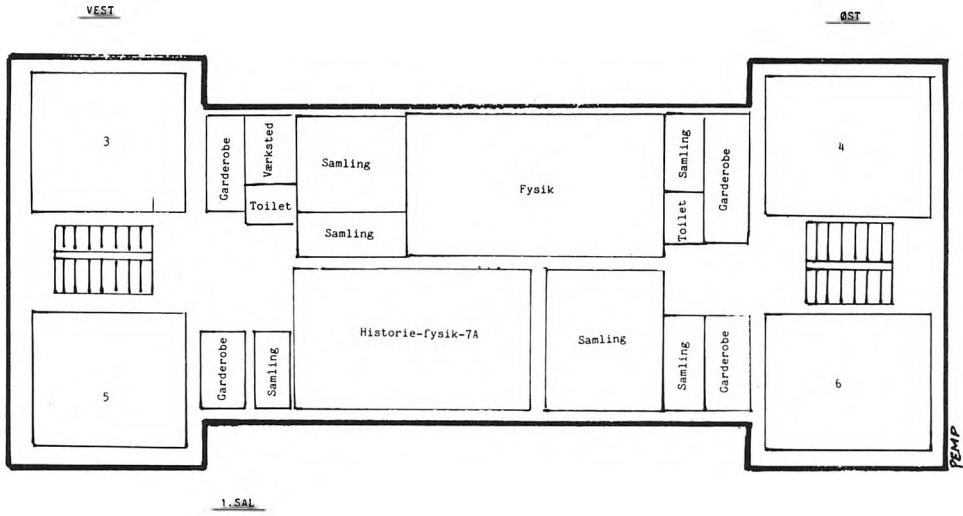 VEST
ØST
3
Garderobe
Værksted
Toilet
Samling
Samling
Fysik
Samling
Toilet
Garderobe
4
5
Garderobe
Samling
Historie-fysik-7A
Samling
Samling
Garderobe
6
PEMP
1.SAL